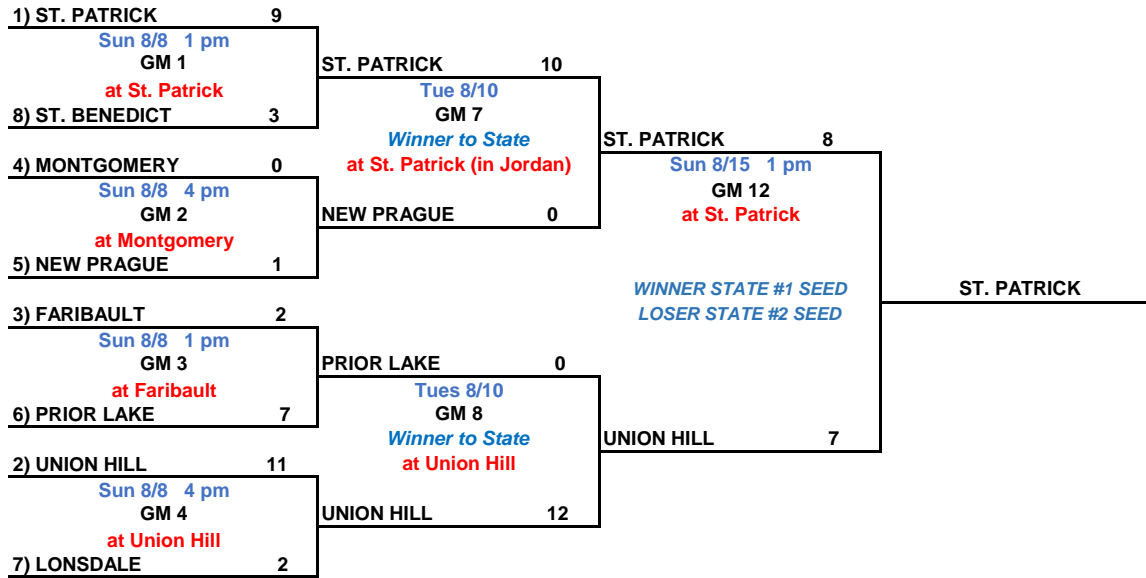 1) ST. PATRICK 9
Sun 8/8 1 pm
GM 1
at St. Patrick
8) ST. BENEDICT 3
4) MONTGOMERY 0
Sun 8/8 4 pm
GM 2
at Montgomery
5) NEW PRAGUE 1
3) FARIBAULT 2
Sun 8/8 1 pm
GM 3
at Faribault
6) PRIOR LAKE 7
2) UNION HILL 11
Sun 8/8 4 pm
GM 4
at Union Hill
7) LONSDALE 2
ST. PATRICK 10
Tue 8/10
GM 7
Winner to State
at St. Patrick (in Jordan)
NEW PRAGUE 0
PRIOR LAKE 0
Tues 8/10
GM 8
Winner to State
at Union Hill
UNION HILL 12
ST. PATRICK 8
Sun 8/15 1 pm
GM 12
at St. Patrick
WINNER STATE #1 SEED
LOSER STATE #2 SEED
UNION HILL 7
ST. PATRICK